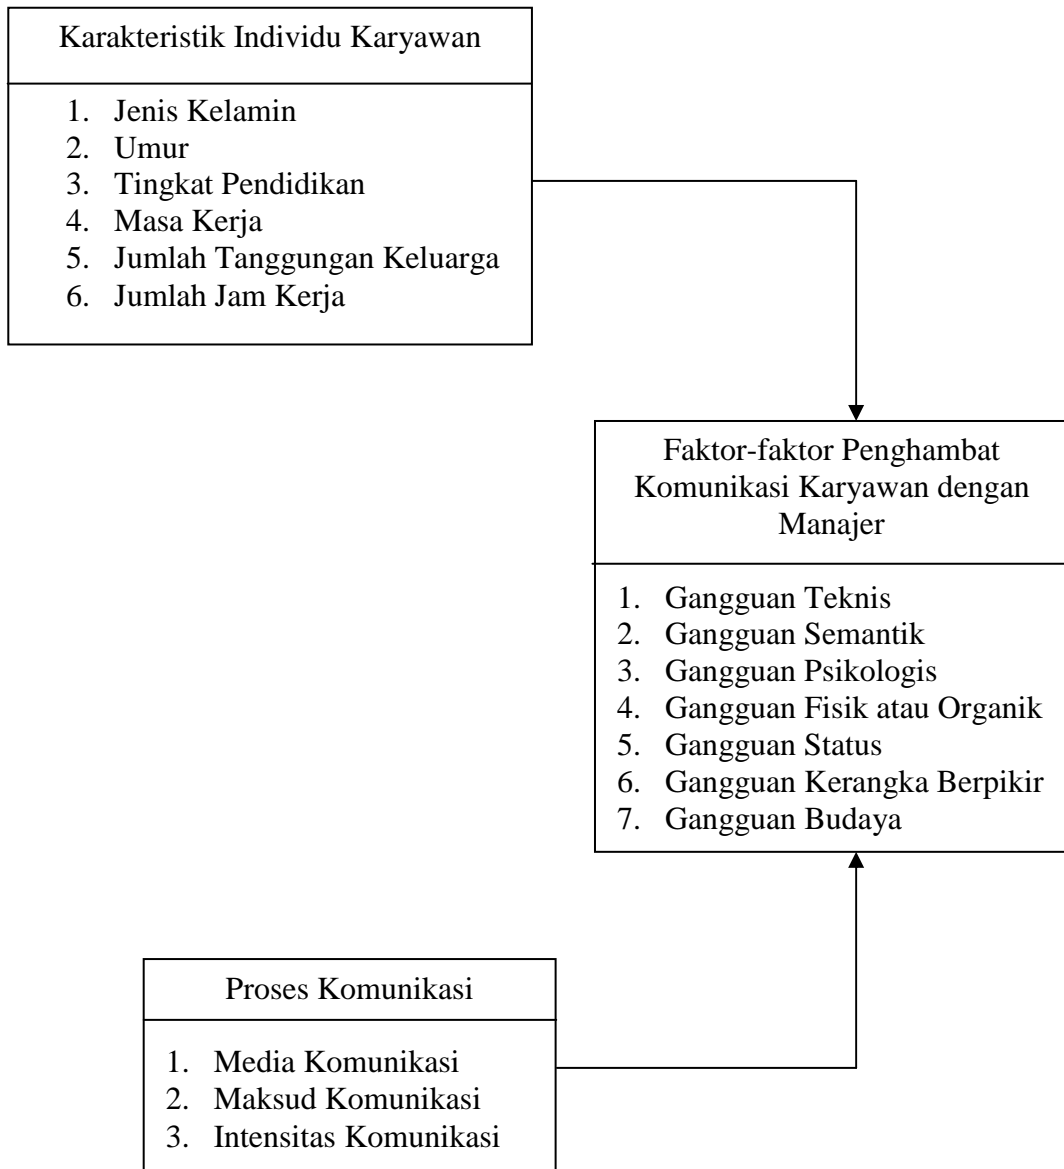 Karakteristik Individu Karyawan
1. Jenis Kelamin
2. Umur
3. Tingkat Pendidikan
4. Masa Kerja
5. Jumlah Tanggungan Keluarga
6. Jumlah Jam Kerja
Faktor-faktor Penghambat
Komunikasi Karyawan dengan
Manajer
1. Gangguan Teknis
2. Gangguan Semantik
3. Gangguan Psikologis
4. Gangguan Fisik atau Organik
5. Gangguan Status
6. Gangguan Kerangka Berpikir
7. Gangguan Budaya
Proses Komunikasi
1. Media Komunikasi
2. Maksud Komunikasi
3. Intensitas Komunikasi